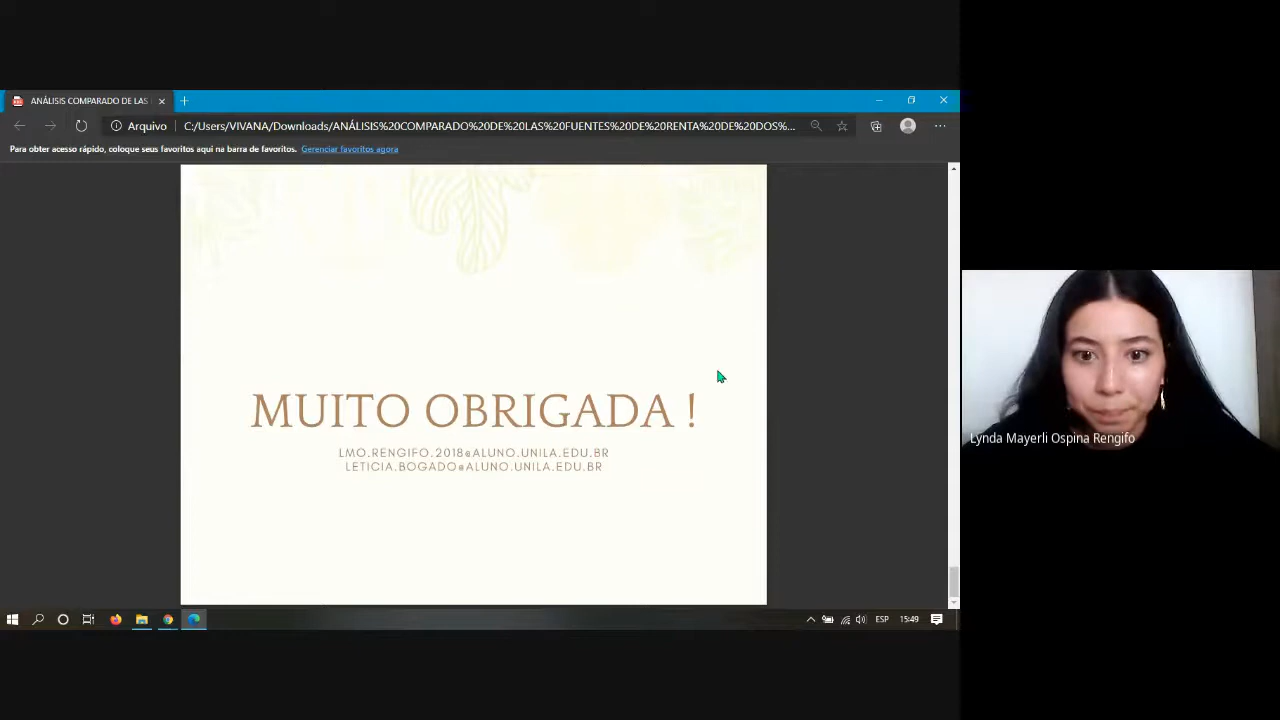 ANÁLISIS COMPARADO DE LAS
Arquivo
C:/Users/VIVANA/Downloads/ANÁLISIS%20COMPARADO%20DE%20LAS%20FUENTES%20DE%20RENTA%20DE%20DOS%...
Para obter acesso rápido, coloque seus favoritos aqui na barra de favoritos. Gerenciar favoritos agora
MUITO OBRIGADA !
LMO.RENGIFO.2018@ALUNO.UNILA.EDU.BR
LETICIA.BOGADO@ALUNO.UNILA.EDU.BR
Lynda Mayerli Ospina Rengifo
ESP 15:49